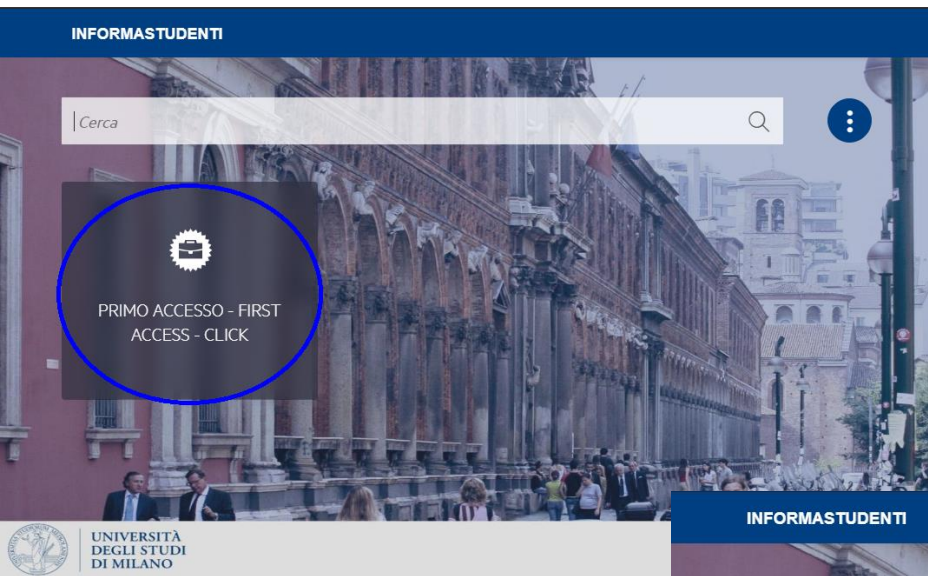 INFORMASTUDENTI
Cerca
PRIMO ACCESSO - FIRST
ACCESS - CLICK
UNIVERSITÀ
DEGLI STUDI
DI MILANO
INFORMASTUDENTI